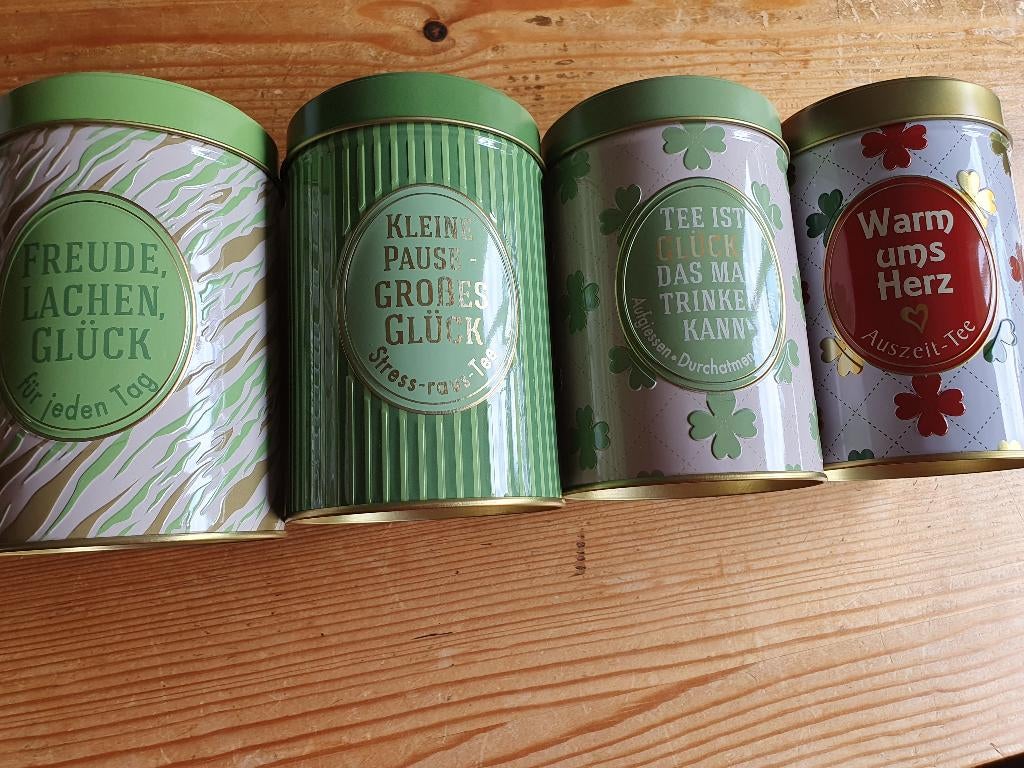 FREUDE,
LACHEN,
GLÜCK
für jeden Tag
KLEINE
PAUSE -
GROßES
GLÜCK
Stress-raus-Tee
TEE IST
GLÜCK
DAS MAN
TRINKEN
KANN
Aufgiessen • Durchatmen
Warm
ums
Herz
Auszeit-Tee